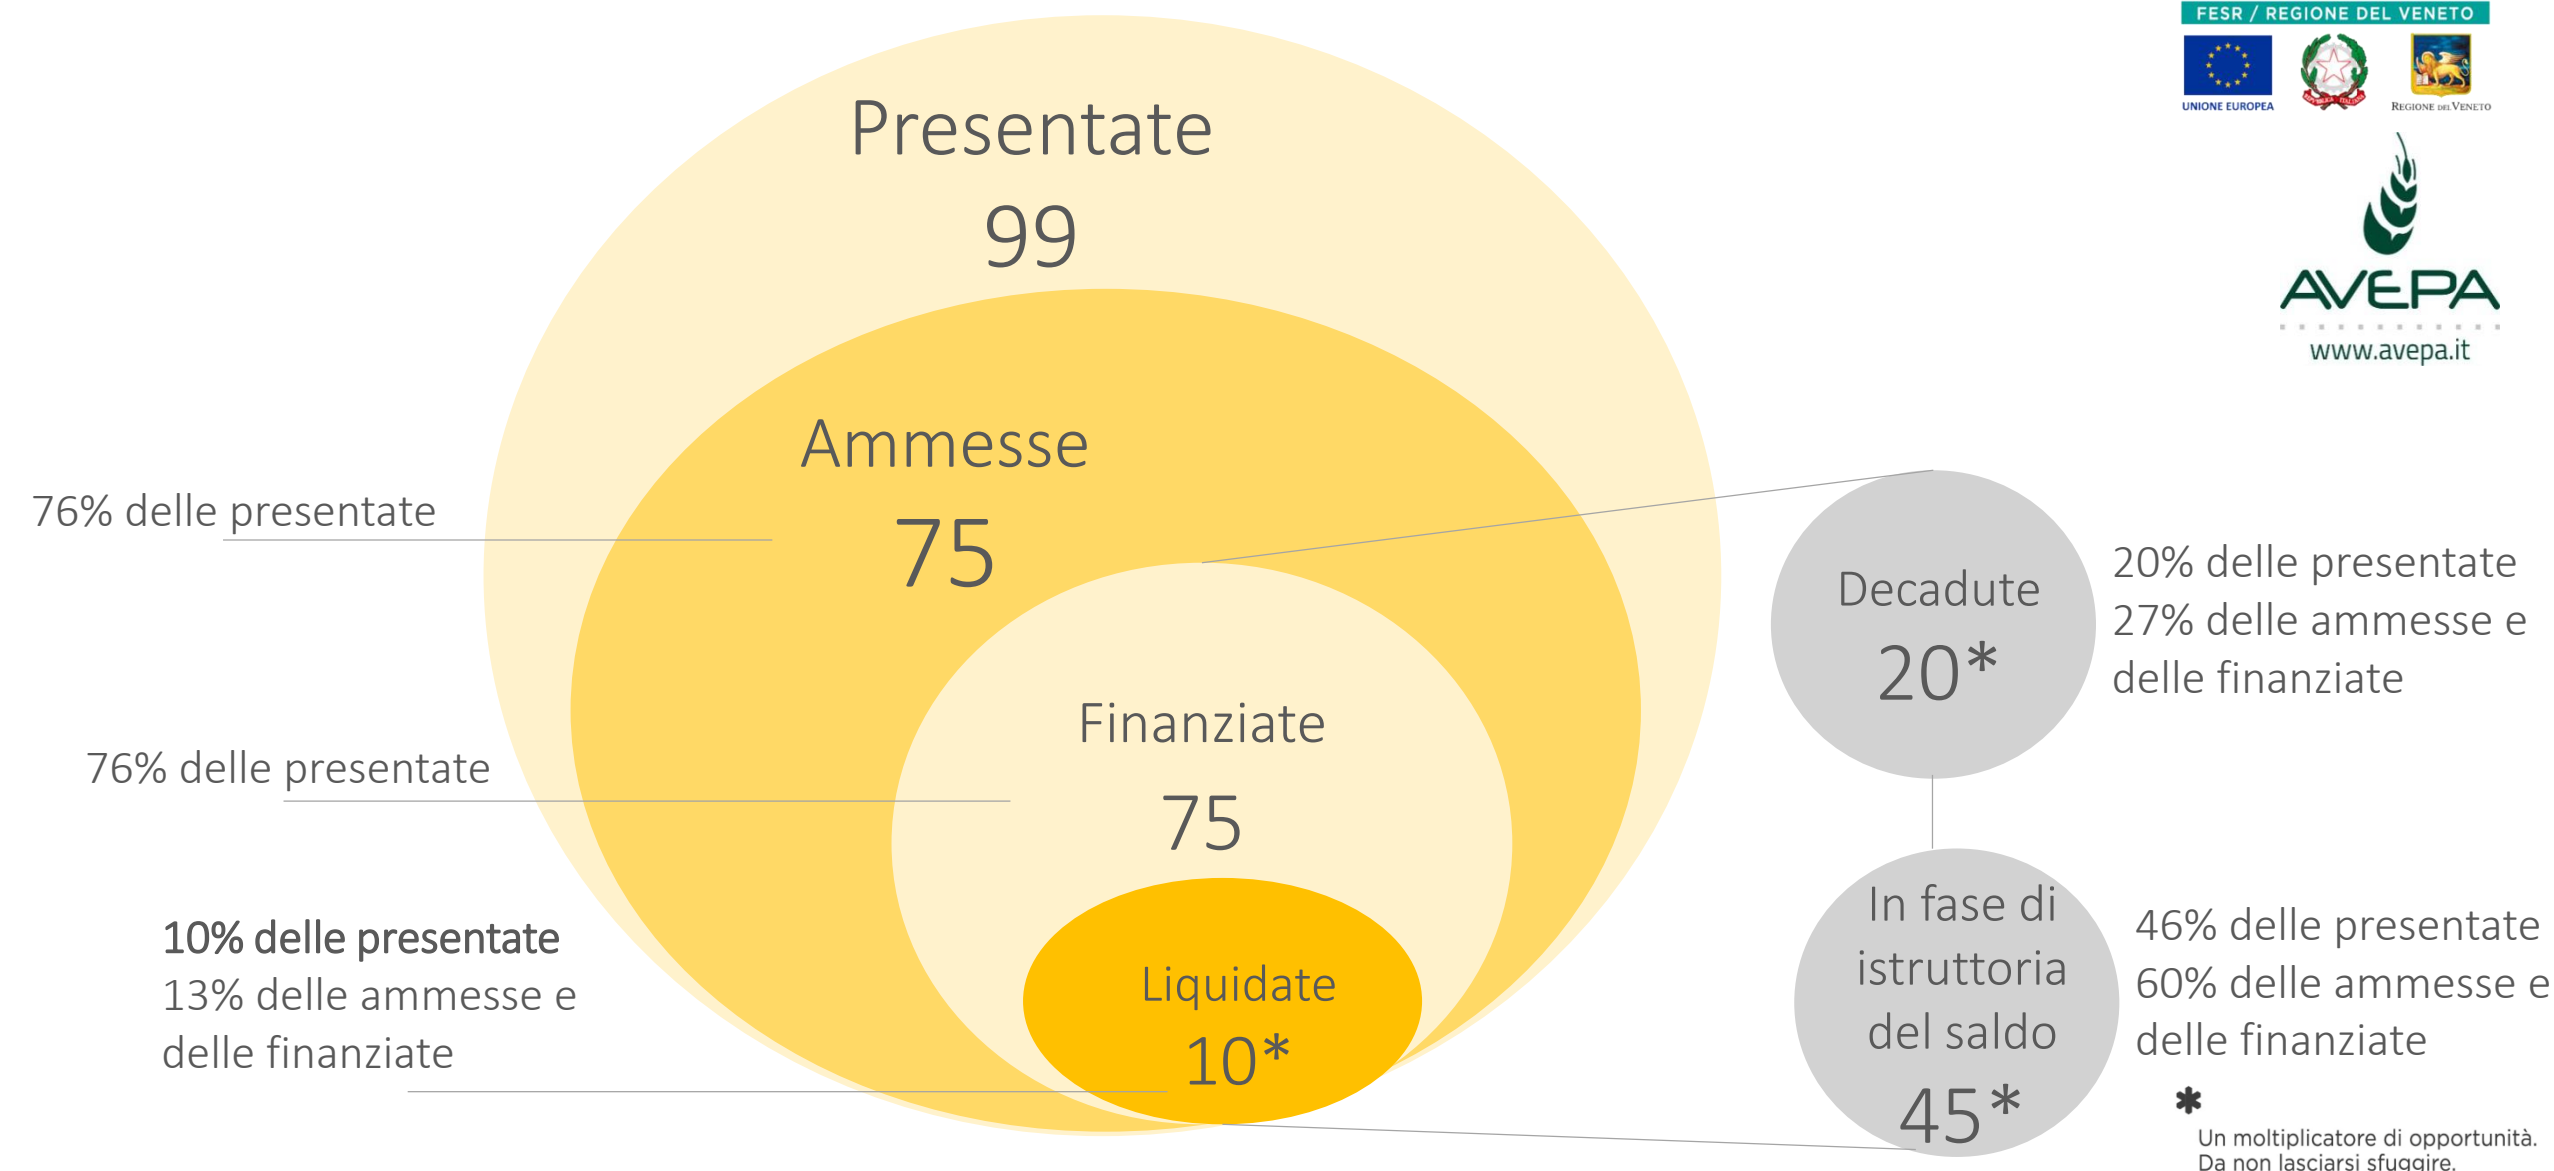 FESR / REGIONE DEL VENETO
UNIONE EUROPEA
REPUBBLICA ITALIANA
REGIONE DEL VENETO
AVEPA
www.avepa.it
Presentate
99
Ammesse
75
76% delle presentate
Finanziate
75
76% delle presentate
Liquidate
10*
10% delle presentate
13% delle ammesse e
delle finanziate
Decadute
20*
20% delle presentate
27% delle ammesse e
delle finanziate
In fase di
istruttoria
del saldo
45*
46% delle presentate
60% delle ammesse e
delle finanziate
*
Un moltiplicatore di opportunità.
Da non lasciarsi sfuggire.